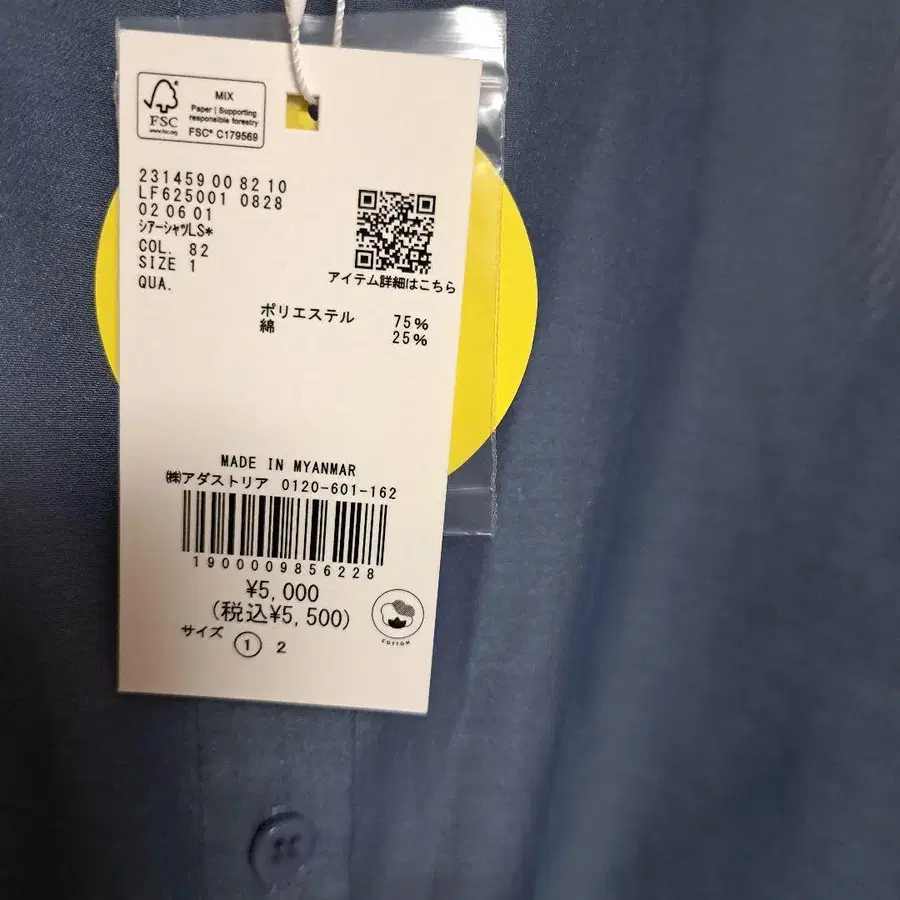 MIX
Paper | Supporting
responsible forestry
FSC
www.fsc.org
FSC® C179569
231459 00 82 10
LF625001 0828
02 06 01
ｼｱｰｼｬﾂLS*
COL. 82
SIZE 1
QUA.
アイテム詳細はこちら
ポリエステル 75%
綿 25%
MADE IN MYANMAR
㈱アダストリア 0120-601-162
1900009856228
¥5,000
(税込¥5,500)
サイズ
1 2
COTTON